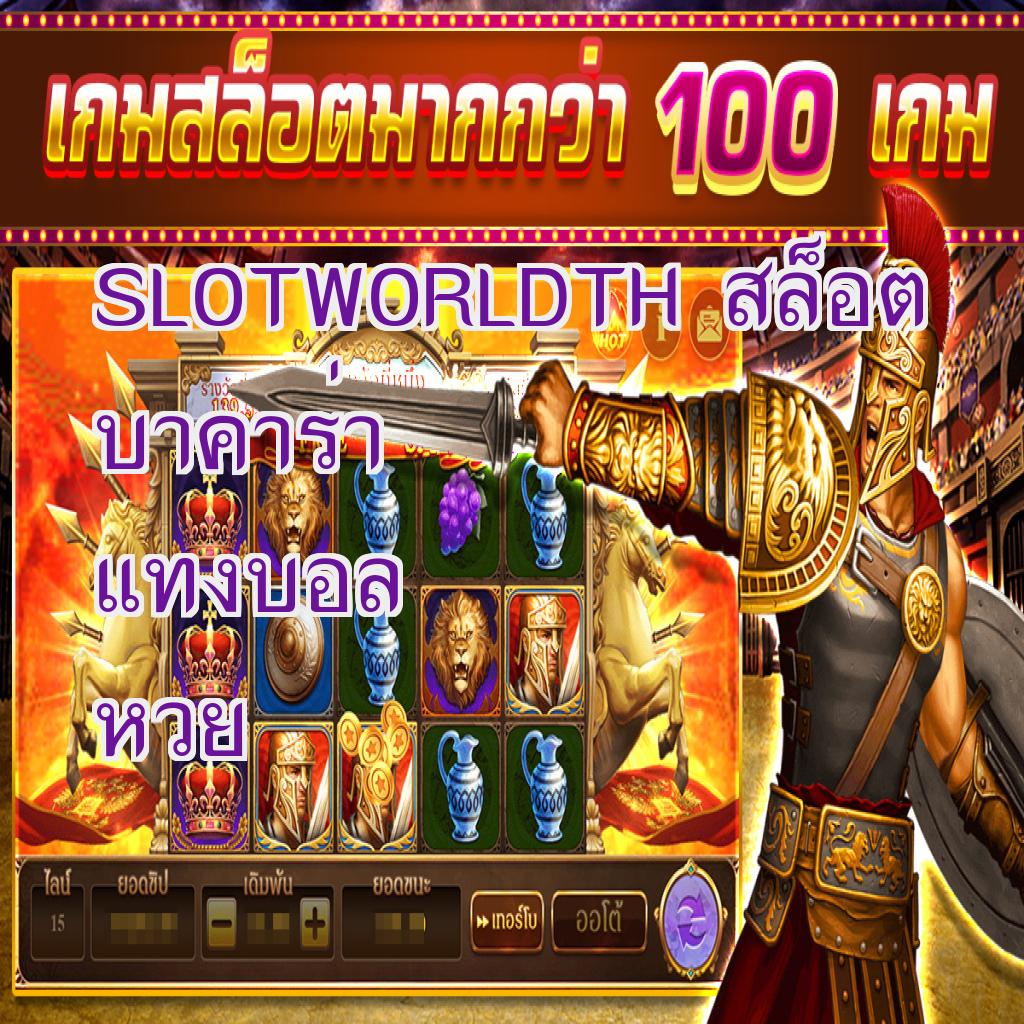 เกมสล็อตมากกว่า 100 เกม
SLOTWORLDTH สล็อต
HOT
บาคาร่า
แทงบอล
หวย
ไลน์ ยอดชิป เดิมพัน ยอดชนะ
15 เทอร์โบ ออโต้